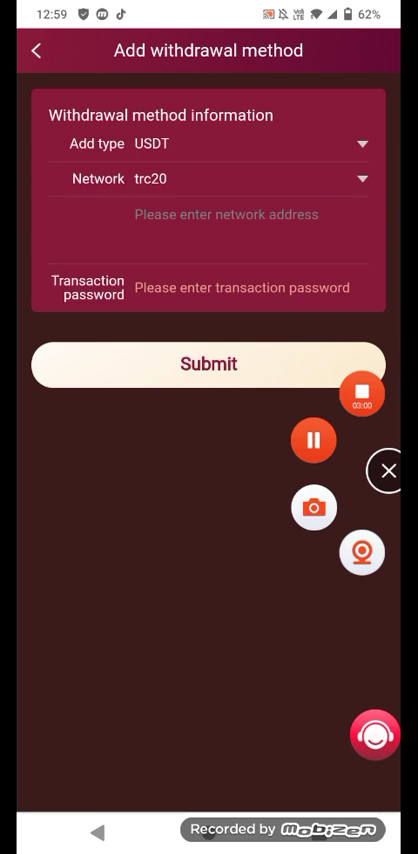 12:59
62%
Add withdrawal method
Withdrawal method information
Add type USDT
Network trc20
Please enter network address
Transaction password Please enter transaction password
Submit
03:00
Recorded by mobizen